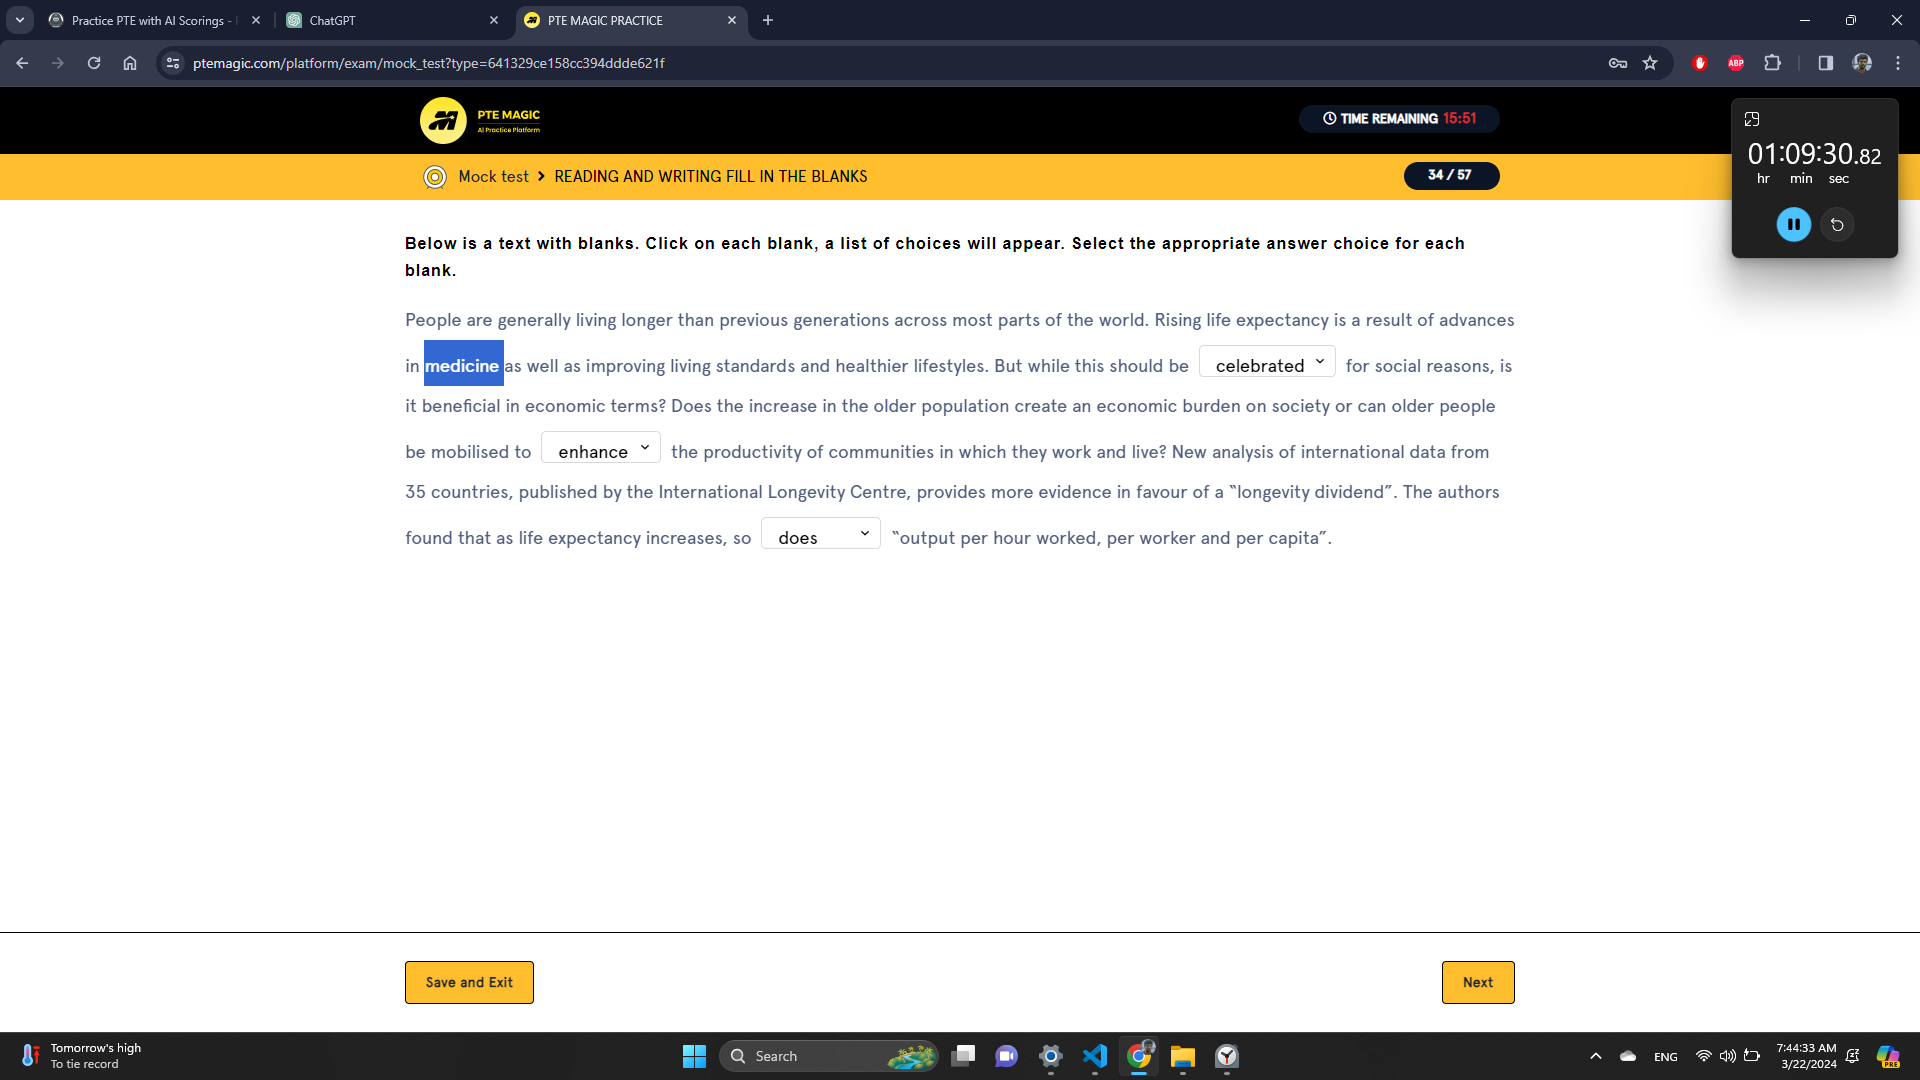 Practice PTE with AI Scorings -
ChatGPT
PTE MAGIC PRACTICE
ptemagic.com/platform/exam/mock_test?type=641329ce158cc394ddde621f
ABP
PTE MAGIC
AI Practice Platform
TIME REMAINING 15:51
01:09:30.82
hr min sec
Mock test > READING AND WRITING FILL IN THE BLANKS
34 / 57
Below is a text with blanks. Click on each blank, a list of choices will appear. Select the appropriate answer choice for each
blank.
People are generally living longer than previous generations across most parts of the world. Rising life expectancy is a result of advances
in medicine as well as improving living standards and healthier lifestyles. But while this should be celebrated for social reasons, is
it beneficial in economic terms? Does the increase in the older population create an economic burden on society or can older people
be mobilised to enhance the productivity of communities in which they work and live? New analysis of international data from
35 countries, published by the International Longevity Centre, provides more evidence in favour of a “longevity dividend”. The authors
found that as life expectancy increases, so does “output per hour worked, per worker and per capita”.
Save and Exit
Next
Tomorrow's high
To tie record
Search
ENG
7:44:33 AM
3/22/2024
PRE